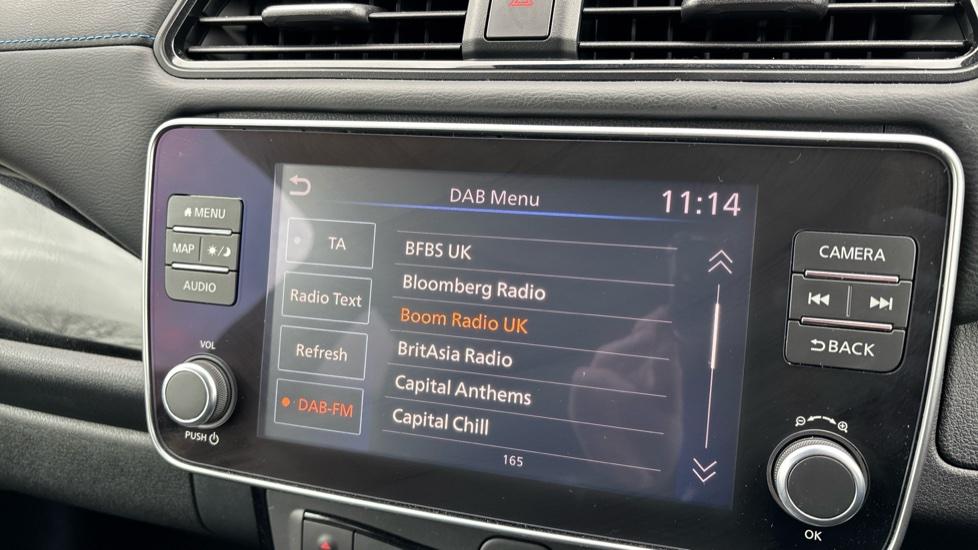 DAB Menu
11:14
MENU
MAP
AUDIO
VOL
PUSH
TA
Radio Text
Refresh
DAB-FM
BFBS UK
Bloomberg Radio
Boom Radio UK
BritAsia Radio
Capital Anthems
Capital Chill
165
CAMERA
BACK
OK